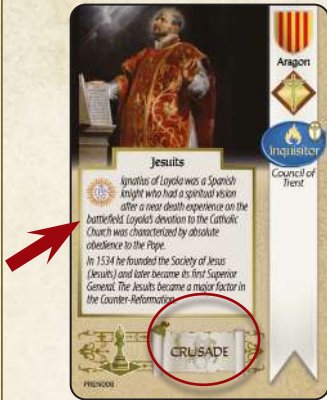 Aragon
Inquisitor
Council of
Trent
Jesuits
Ignatius of Loyola was a Spanish
knight who had a spiritual vision
after a near death experience on the
battlefield. Loyola's devotion to the Catholic
Church was characterized by absolute
obedience to the Pope.
In 1534 he founded the Society of Jesus
(Jesuits) and later became its first Superior
General. The Jesuits became a major factor in
the Counter-Reformation.
CRUSADE
PREN008